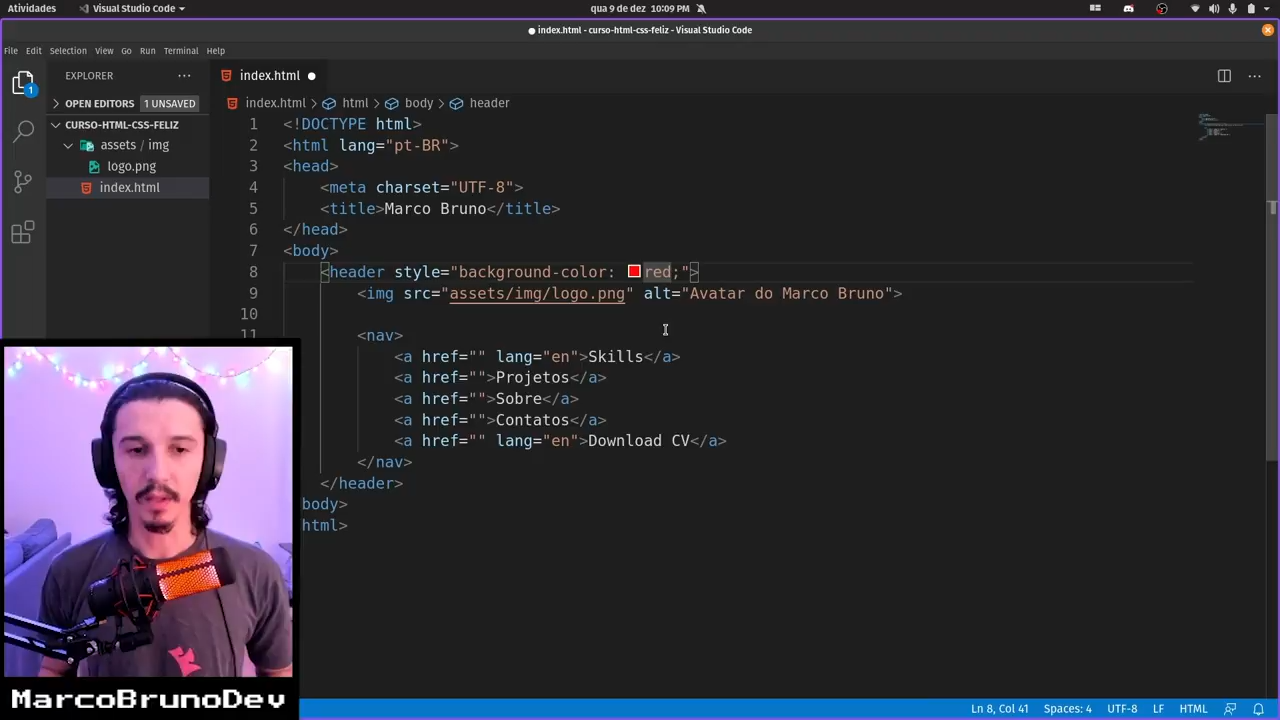 Atividades
Visual Studio Code
qua 9 de dez 10:09 PM
index.html - curso-html-css-feliz - Visual Studio Code
File Edit Selection View Go Run Terminal Help
EXPLORER
index.html
OPEN EDITORS 1 UNSAVED
CURSO-HTML-CSS-FELIZ
assets / img
logo.png
index.html
1
index.html > html > body > header
1 <!DOCTYPE html>
2 <html lang="pt-BR">
3 <head>
4 <meta charset="UTF-8">
5 <title>Marco Bruno</title>
6 </head>
7 <body>
8 <header style="background-color: red;">
9 <img src="assets/img/logo.png" alt="Avatar do Marco Bruno">
10
11 <nav>
<a href="" lang="en">Skills</a>
<a href="">Projetos</a>
<a href="">Sobre</a>
<a href="">Contatos</a>
<a href="" lang="en">Download CV</a>
</nav>
</header>
body>
html>
MarcoBrunoDev
Ln 8, Col 41 Spaces: 4 UTF-8 LF HTML